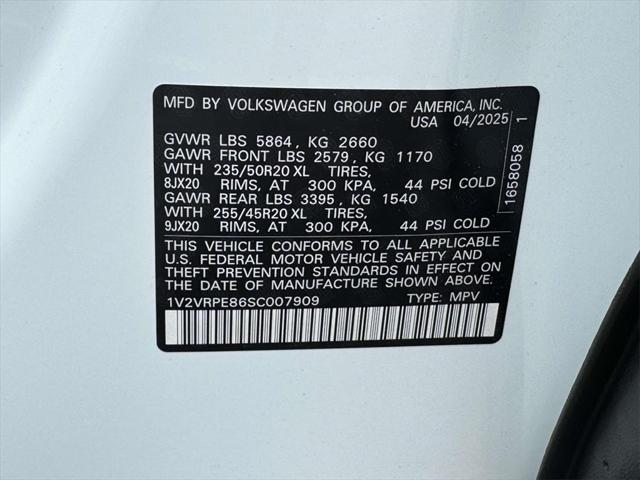 MFD BY VOLKSWAGEN GROUP OF AMERICA, INC.
USA 04/2025
GVWR LBS 5864, KG 2660
GAWR FRONT LBS 2579, KG 1170
WITH 235/50R20 XL TIRES,
8JX20 RIMS, AT 300 KPA, 44 PSI COLD
GAWR REAR LBS 3395, KG 1540
WITH 255/45R20 XL TIRES,
9JX20 RIMS, AT 300 KPA, 44 PSI COLD
THIS VEHICLE CONFORMS TO ALL APPLICABLE
U.S. FEDERAL MOTOR VEHICLE SAFETY AND
THEFT PREVENTION STANDARDS IN EFFECT ON
THE DATE OF MANUFACTURE SHOWN ABOVE.
1V2VRPE86SC007909 TYPE: MPV
1658058 1